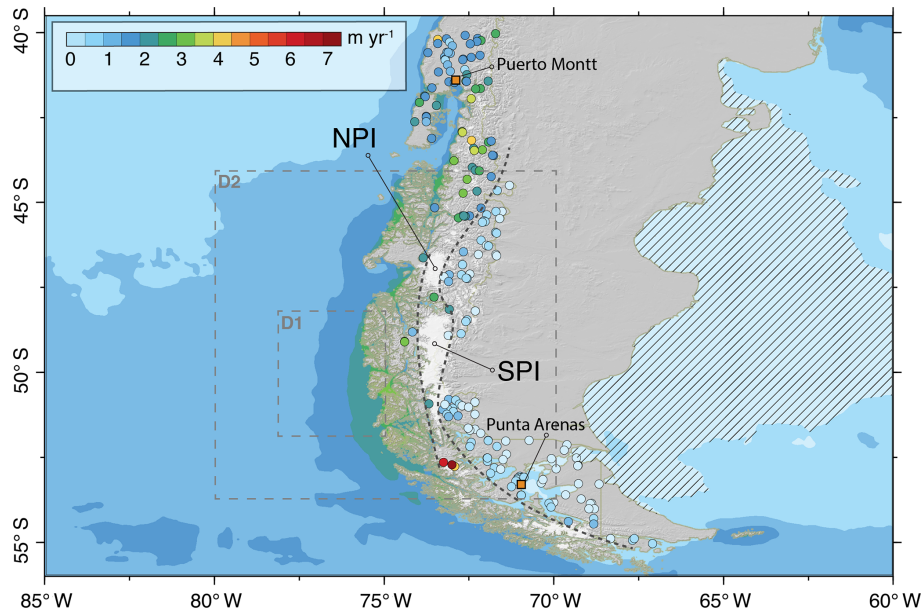 40°S
0 1 2 3 4 5 6 7 m yr⁻¹
Puerto Montt
NPI
D2
45°S
D1
50°S
SPI
Punta Arenas
55°S
85°W 80°W 75°W 70°W 65°W 60°W